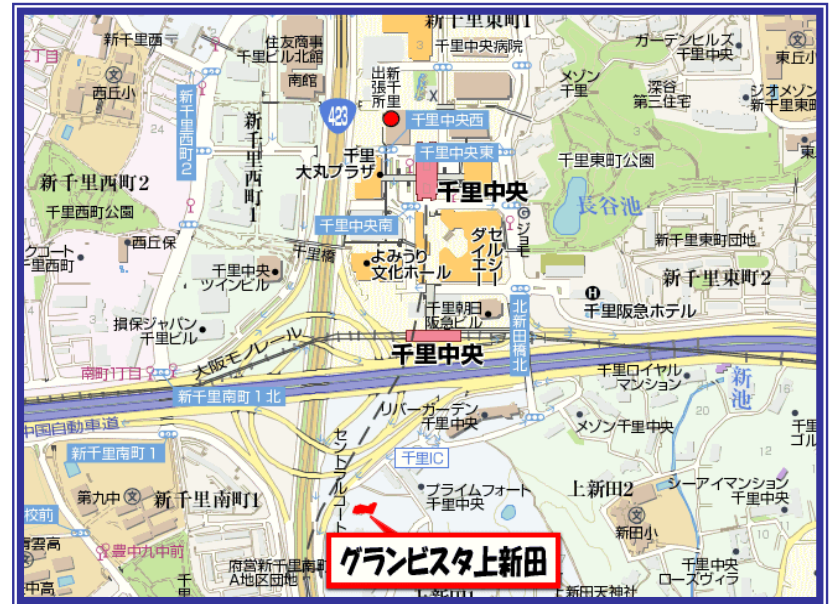 新千里東町1
新千里西
住友商事
千里ビル北館
南館
千里中央病院
ガーデンヒルズ
千里中央
東丘小
二丁目
西丘小
新千里西町2
新千里西町1
423
新千里
出張所
千里中央西
千里中央東
メゾン
千里
深谷
第三住宅
ジオメゾン
新千里東町
新千里西町2
千里西町公園
千里
大丸プラザ
千里中央
千里東町公園
長谷池
千里中央南
千里橋
よみうり
文化ホール
セルシー
ダイエー
ジョモ
新千里東町団地
新千里東町2
西丘保
クコート
千里西町
千里中央
ツインビル
千里朝日
阪急ビル
千里阪急ホテル
損保ジャパン
千里ビル
北新田橋北
千里中央
大阪モノレール
南町1丁目
新千里南町1北
千里ロイヤル
マンション
新池
中国自動車道
リバーガーデン
千里中央
メゾン千里中央
新千里南町1
千里IC
セントラルコート
第九中
新千里南町1
プライムフォート
千里中央
上新田2
シーアイマンション
千里中央
校前
豊中九中前
新田小
グランビスタ上新田
府営新千里南町
A地区団地
千里中央
ローズヴィラ
上新田1
上新田天神社